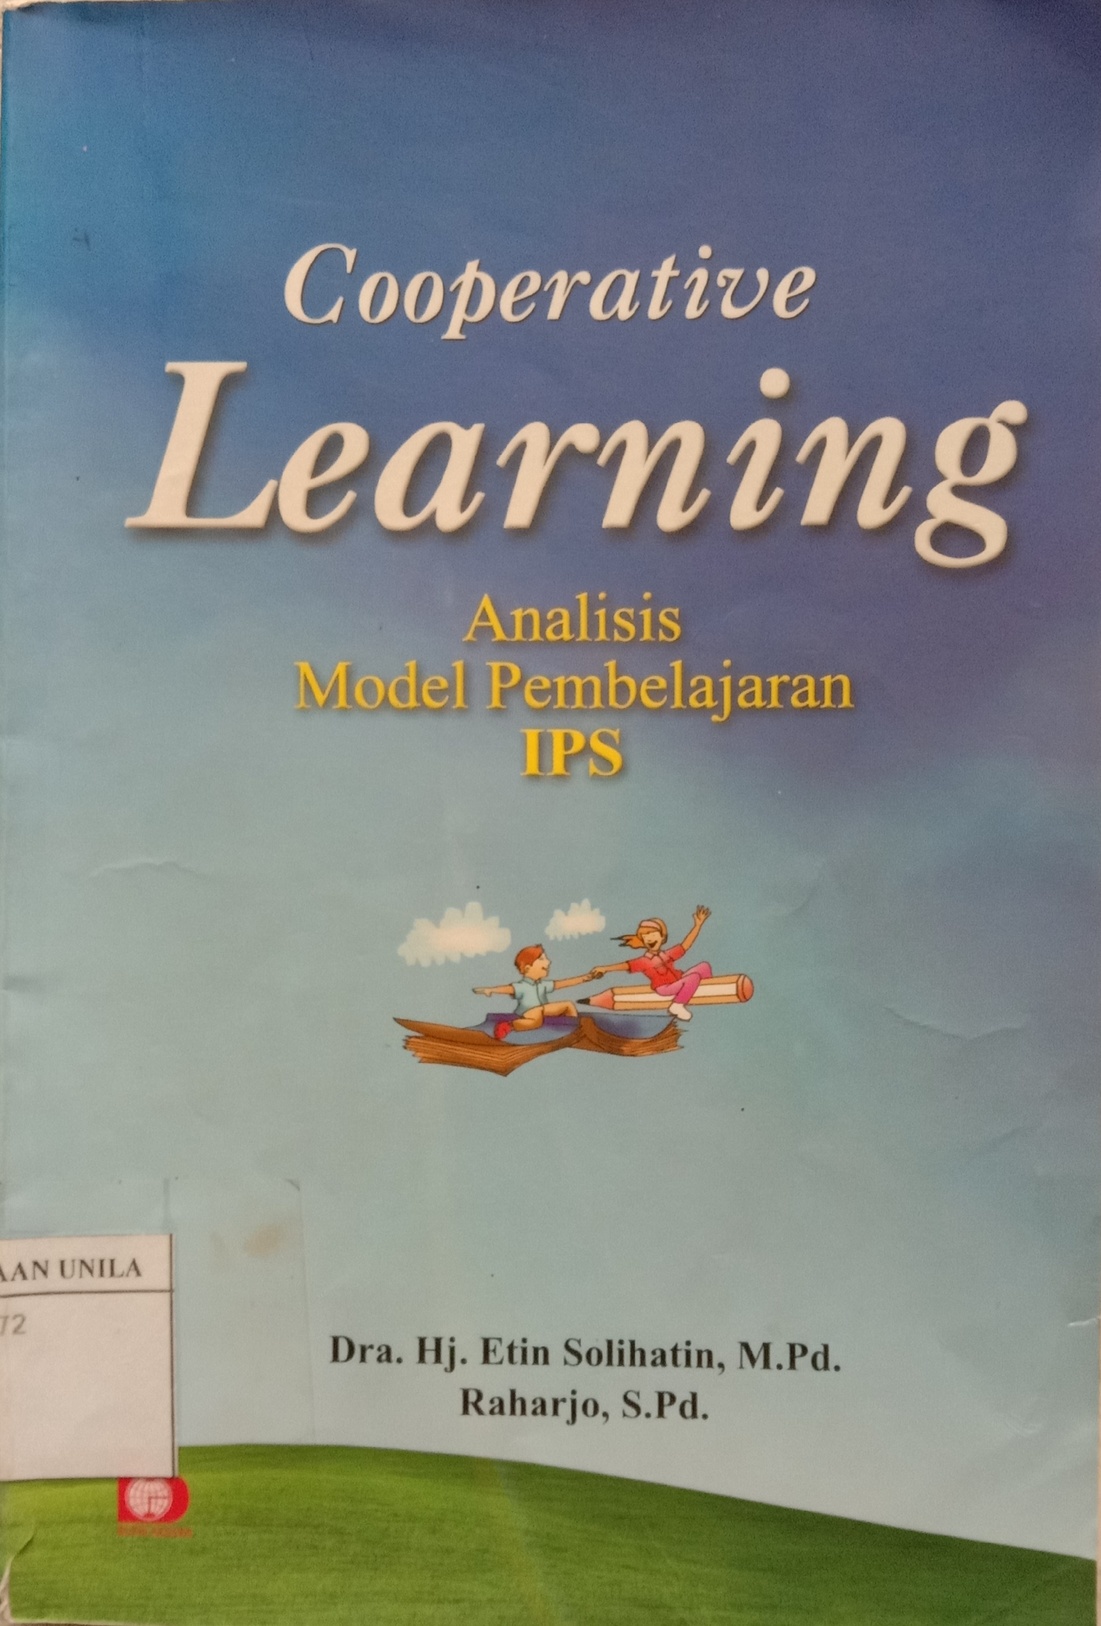 Cooperative
Learning
Analisis
Model Pembelajaran
IPS
AAN UNILA
72
Dra. Hj. Etin Solihatin, M.Pd.
Raharjo, S.Pd.